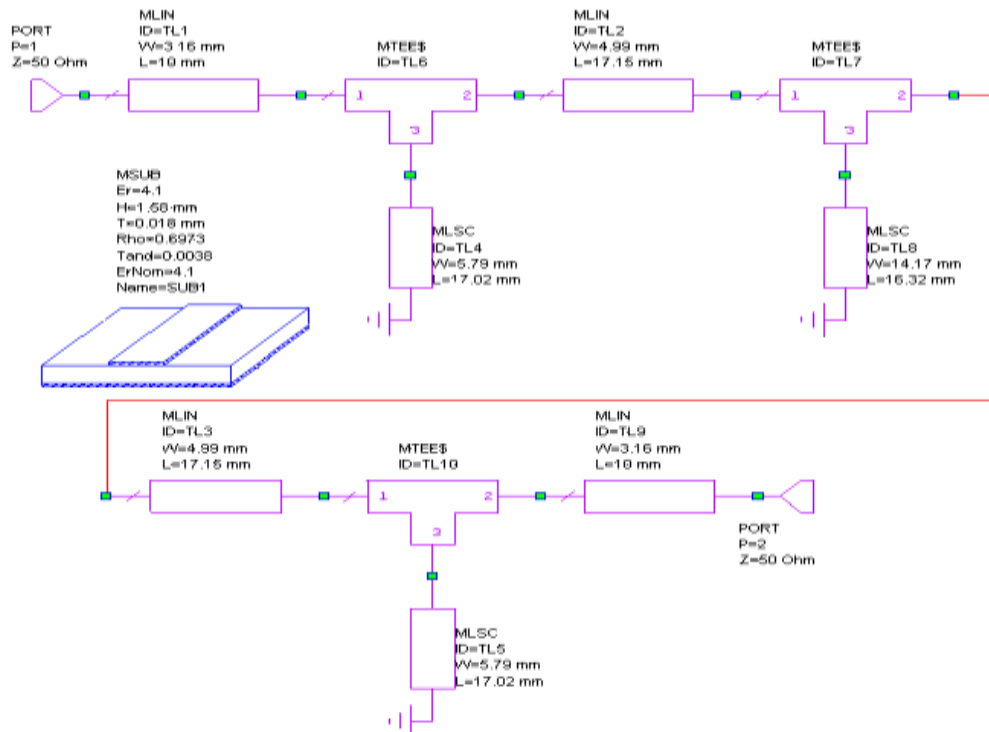 PORT
P=1
Z=50 Ohm
MLIN
ID=TL1
W=3.16 mm
L=10 mm
MTEE$
ID=TL6
1
2
3
MLIN
ID=TL2
W=4.99 mm
L=17.15 mm
MTEE$
ID=TL7
1
2
3
MSUB
Er=4.1
H=1.58 mm
T=0.018 mm
Rho=0.6973
Tand=0.0038
ErNom=4.1
Name=SUB1
MLSC
ID=TL4
W=5.79 mm
L=17.02 mm
MLSC
ID=TL8
W=14.17 mm
L=16.32 mm
MLIN
ID=TL3
W=4.99 mm
L=17.15 mm
MTEE$
ID=TL10
1
2
3
MLIN
ID=TL9
W=3.16 mm
L=10 mm
PORT
P=2
Z=50 Ohm
MLSC
ID=TL5
W=5.79 mm
L=17.02 mm